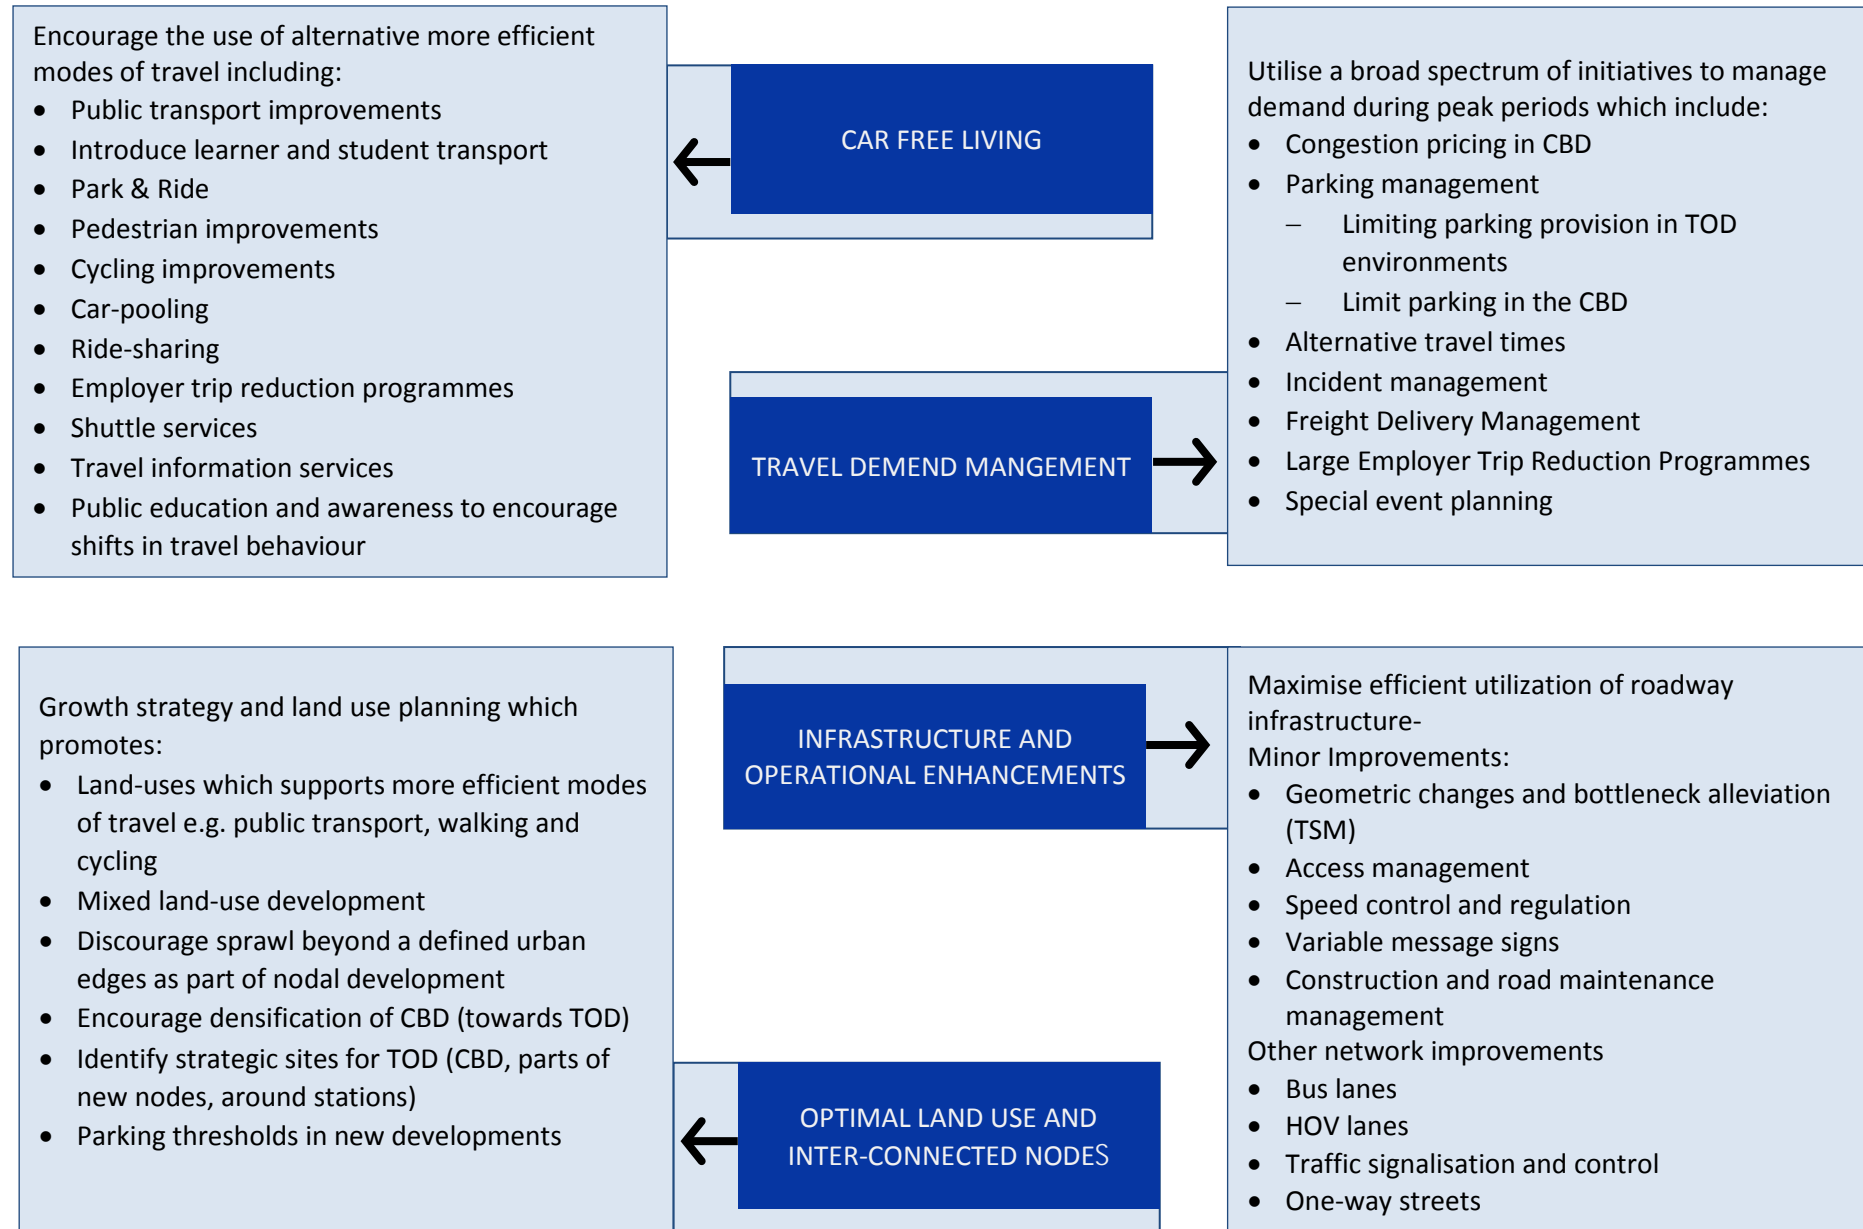 Encourage the use of alternative more efficient
modes of travel including:
• Public transport improvements
• Introduce learner and student transport
• Park & Ride
• Pedestrian improvements
• Cycling improvements
• Car-pooling
• Ride-sharing
• Employer trip reduction programmes
• Shuttle services
• Travel information services
• Public education and awareness to encourage
shifts in travel behaviour
CAR FREE LIVING
Utilise a broad spectrum of initiatives to manage
demand during peak periods which include:
• Congestion pricing in CBD
• Parking management
– Limiting parking provision in TOD
environments
– Limit parking in the CBD
• Alternative travel times
• Incident management
• Freight Delivery Management
• Large Employer Trip Reduction Programmes
• Special event planning
TRAVEL DEMEND MANGEMENT
Growth strategy and land use planning which
promotes:
• Land-uses which supports more efficient modes
of travel e.g. public transport, walking and
cycling
• Mixed land-use development
• Discourage sprawl beyond a defined urban
edges as part of nodal development
• Encourage densification of CBD (towards TOD)
• Identify strategic sites for TOD (CBD, parts of
new nodes, around stations)
• Parking thresholds in new developments
INFRASTRUCTURE AND
OPERATIONAL ENHANCEMENTS
Maximise efficient utilization of roadway
infrastructure-
Minor Improvements:
• Geometric changes and bottleneck alleviation
(TSM)
• Access management
• Speed control and regulation
• Variable message signs
• Construction and road maintenance
management
Other network improvements
• Bus lanes
• HOV lanes
• Traffic signalisation and control
• One-way streets
OPTIMAL LAND USE AND
INTER-CONNECTED NODES